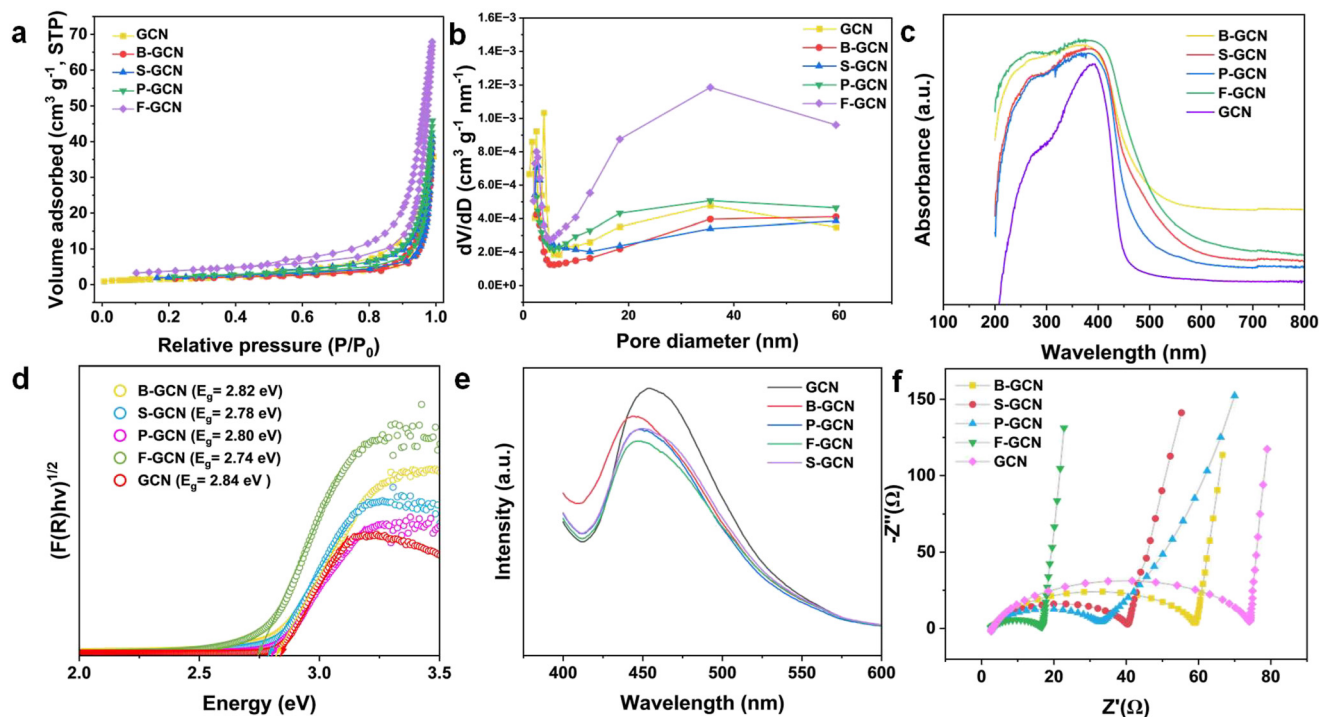 a
Volume adsorbed (cm³ g⁻¹, STP)
70
60
50
40
30
20
10
0
GCN
B-GCN
S-GCN
P-GCN
F-GCN
0.0 0.2 0.4 0.6 0.8 1.0
Relative pressure (P/P₀)
b
dV/dD (cm³ g⁻¹ nm⁻¹)
1.6E⁻3
1.4E⁻3
1.2E⁻3
1.0E⁻3
8.0E⁻4
6.0E⁻4
4.0E⁻4
2.0E⁻4
0.0E⁰
GCN
B-GCN
S-GCN
P-GCN
F-GCN
0 20 40 60
Pore diameter (nm)
c
Absorbance (a.u.)
B-GCN
S-GCN
P-GCN
F-GCN
GCN
100 200 300 400 500 600 700 800
Wavelength (nm)
d
(F(R)hv)¹/²
B-GCN (Eg= 2.82 eV)
S-GCN (Eg= 2.78 eV)
P-GCN (Eg= 2.80 eV)
F-GCN (Eg= 2.74 eV)
GCN (Eg= 2.84 eV )
2.0 2.5 3.0 3.5
Energy (eV)
e
Intensity (a.u.)
GCN
B-GCN
P-GCN
F-GCN
S-GCN
400 450 500 550 600
Wavelength (nm)
f
-Z''(Ω)
150
125
100
75
50
25
0
B-GCN
S-GCN
P-GCN
F-GCN
GCN
0 20 40 60 80
Z'(Ω)